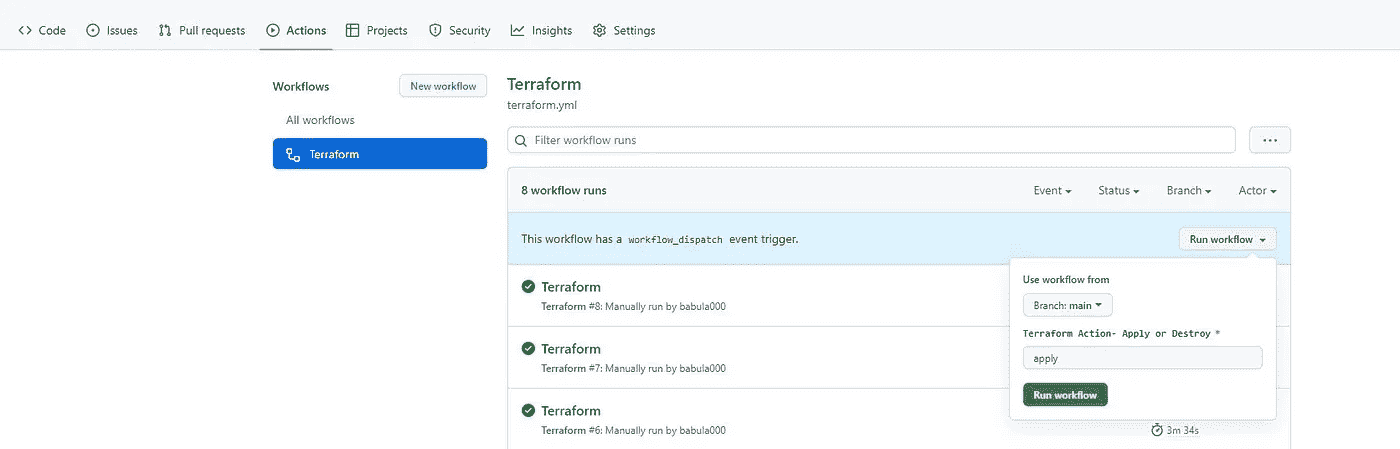 Code Issues Pull requests Actions Projects Security Insights Settings
Workflows New workflow
All workflows
Terraform
Terraform
terraform.yml
Filter workflow runs
8 workflow runs Event Status Branch Actor
This workflow has a workflow_dispatch event trigger. Run workflow
Terraform
Terraform #8: Manually run by babula000
Terraform
Terraform #7: Manually run by babula000
Terraform
Terraform #6: Manually run by babula000
3m 34s
Use workflow from
Branch: main
Terraform Action- Apply or Destroy *
apply
Run workflow